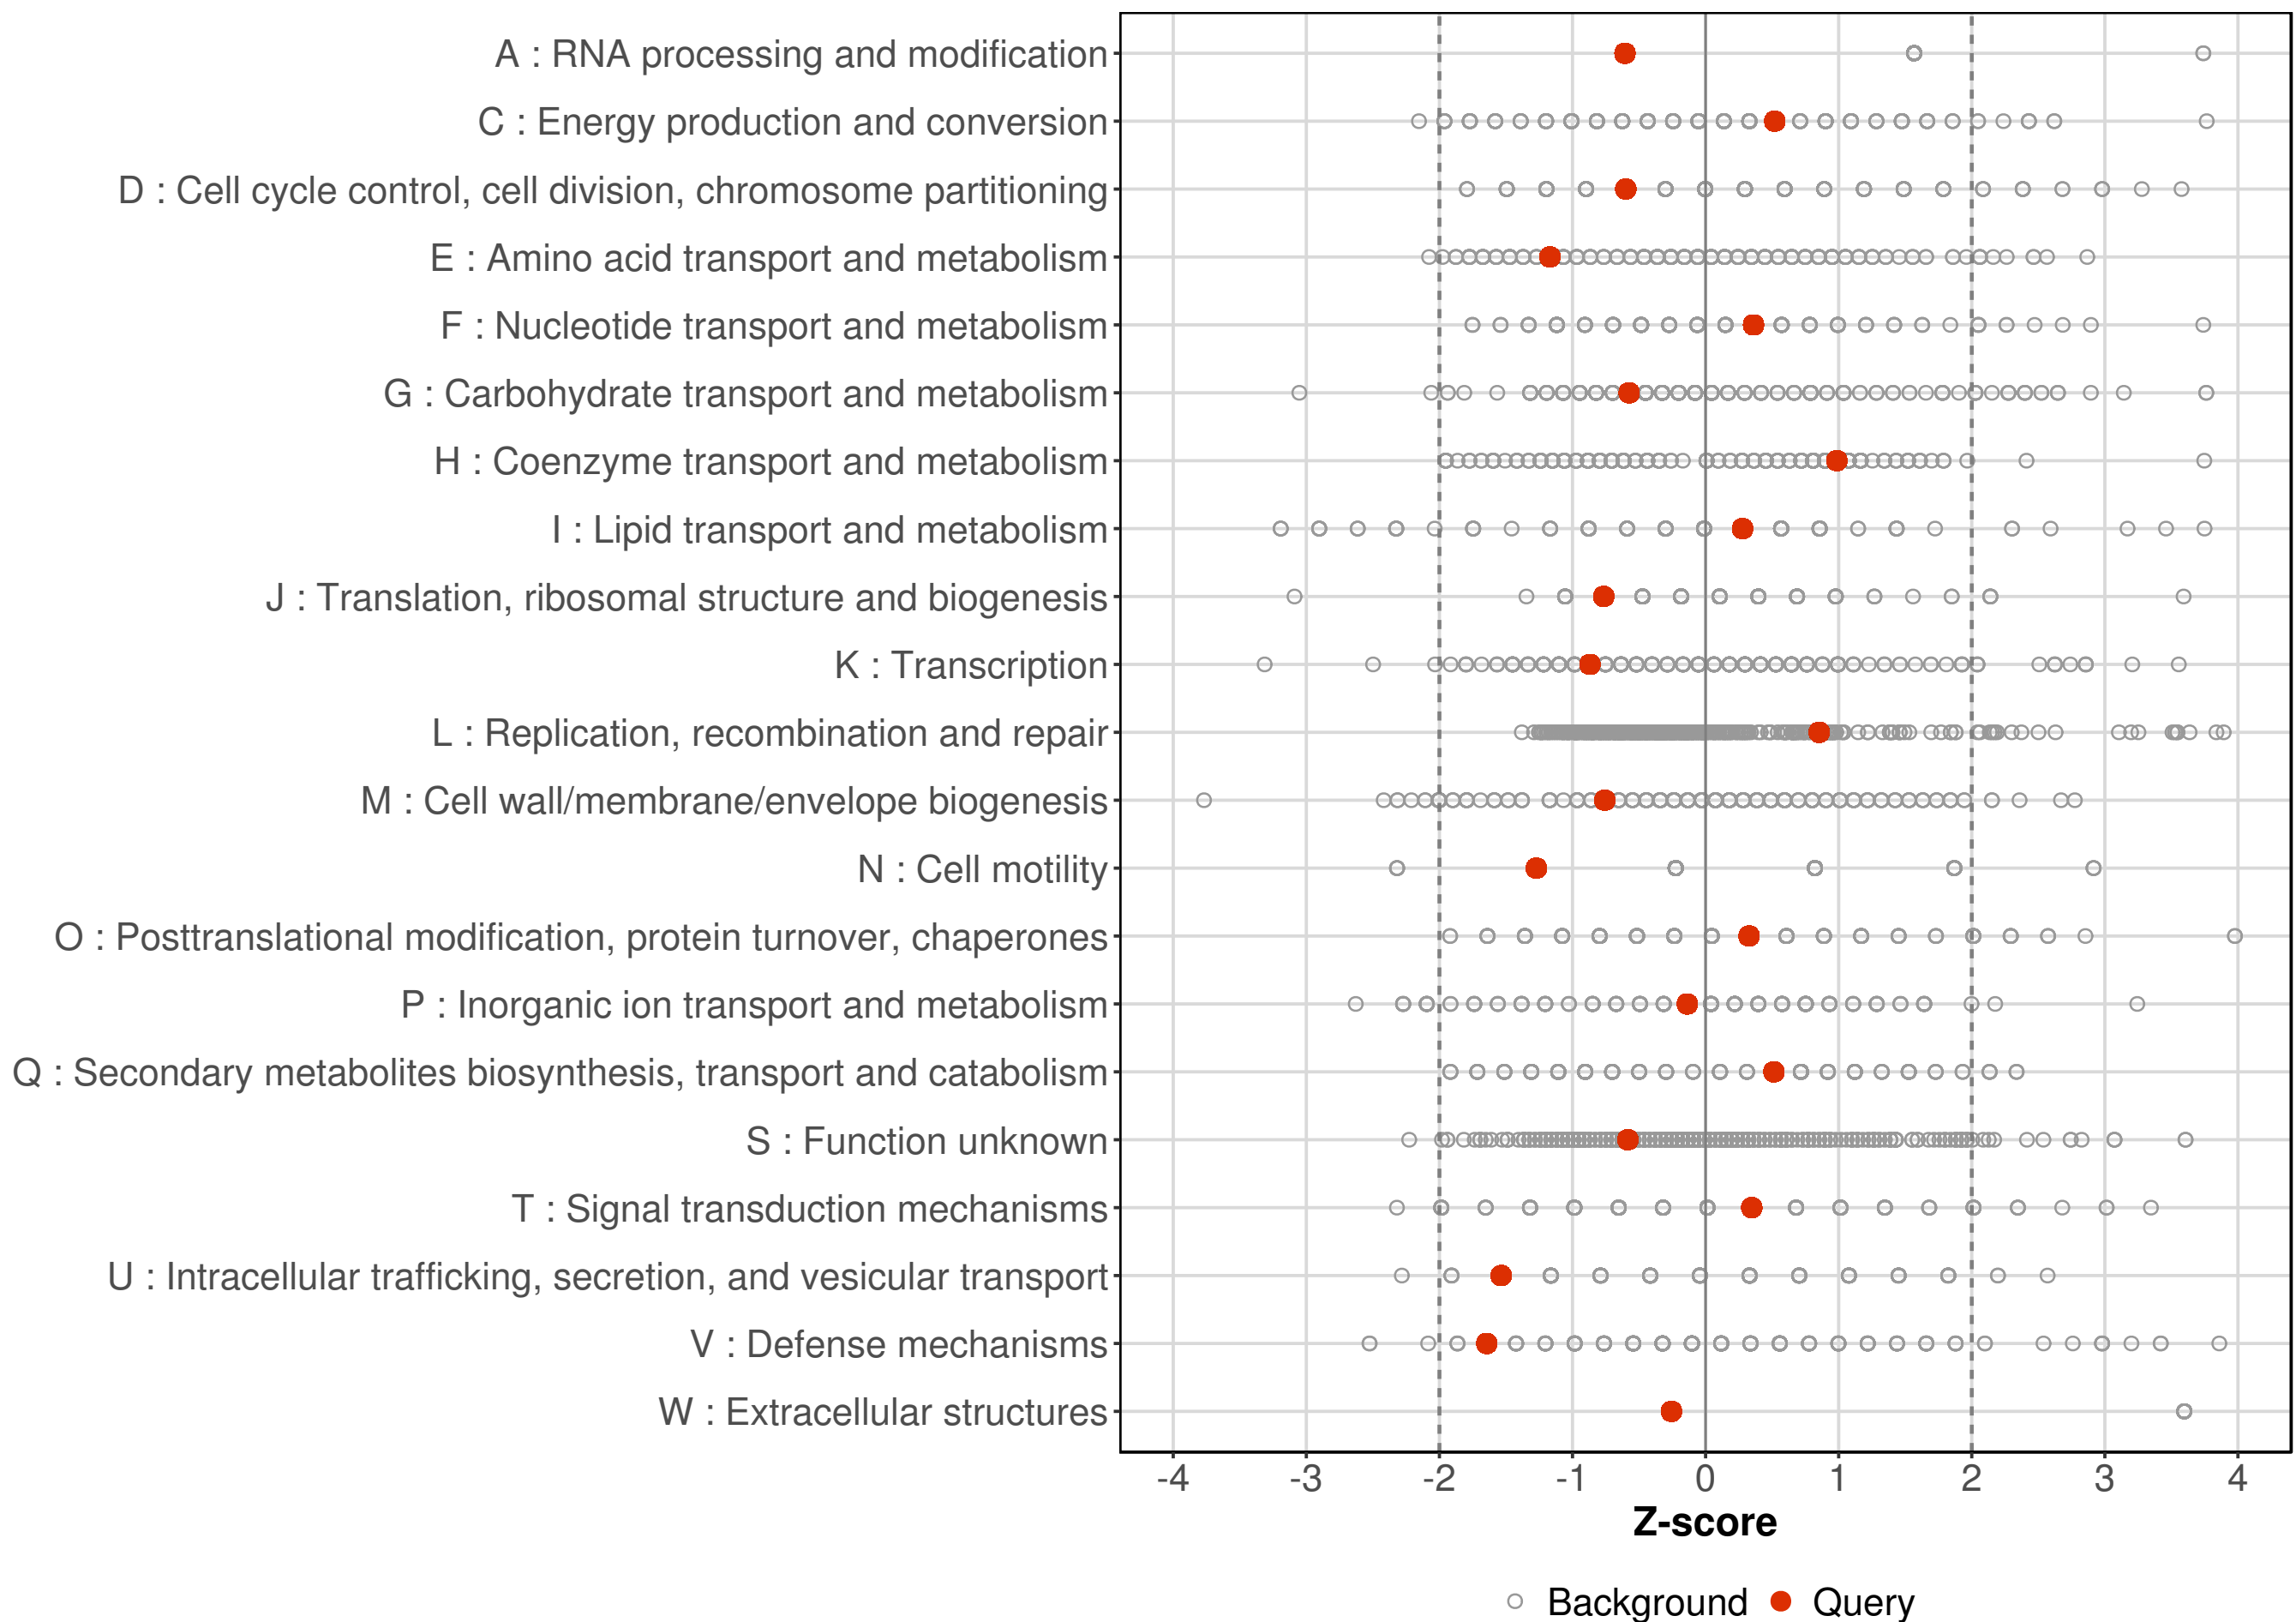 A : RNA processing and modification
C : Energy production and conversion
D : Cell cycle control, cell division, chromosome partitioning
E : Amino acid transport and metabolism
F : Nucleotide transport and metabolism
G : Carbohydrate transport and metabolism
H : Coenzyme transport and metabolism
I : Lipid transport and metabolism
J : Translation, ribosomal structure and biogenesis
K : Transcription
L : Replication, recombination and repair
M : Cell wall/membrane/envelope biogenesis
N : Cell motility
O : Posttranslational modification, protein turnover, chaperones
P : Inorganic ion transport and metabolism
Q : Secondary metabolites biosynthesis, transport and catabolism
S : Function unknown
T : Signal transduction mechanisms
U : Intracellular trafficking, secretion, and vesicular transport
V : Defense mechanisms
W : Extracellular structures
-4 -3 -2 -1 0 1 2 3 4
Z-score
Background Query